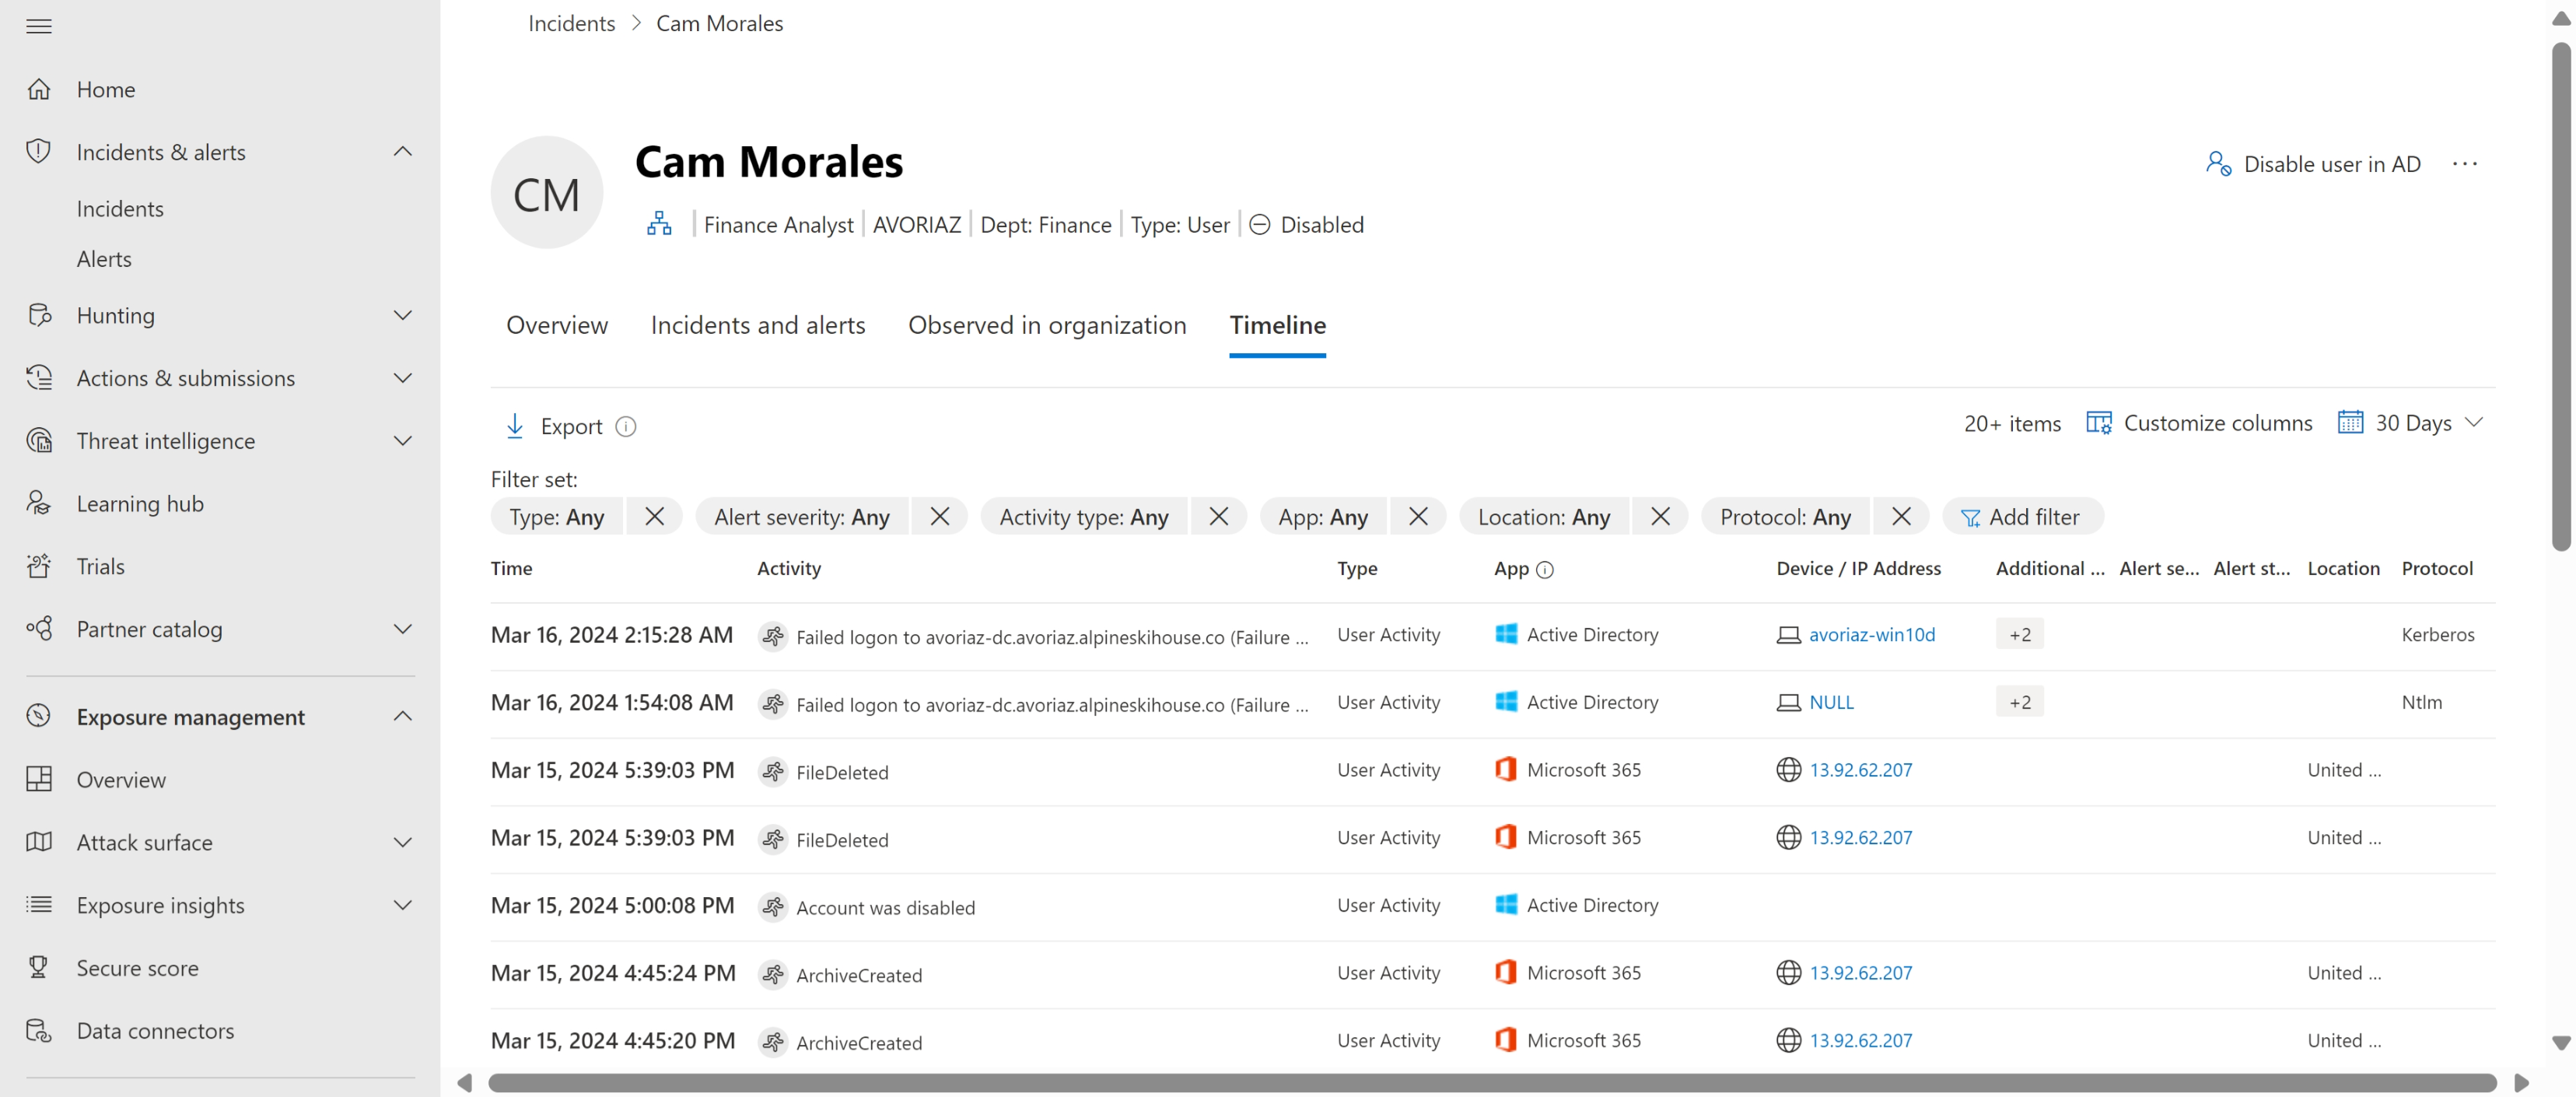 Incidents > Cam Morales
Home
Incidents & alerts
Incidents
Alerts
Hunting
Actions & submissions
Threat intelligence
Learning hub
Trials
Partner catalog
Exposure management
Overview
Attack surface
Exposure insights
Secure score
Data connectors
CM
Cam Morales
Finance Analyst | AVORIAZ | Dept: Finance | Type: User | Disabled
Disable user in AD ...
Overview Incidents and alerts Observed in organization Timeline
Export 20+ items Customize columns 30 Days
Filter set:
Type: Any Alert severity: Any Activity type: Any App: Any Location: Any Protocol: Any Add filter
Time Activity Type App Device / IP Address Additional ... Alert se... Alert st... Location Protocol
Mar 16, 2024 2:15:28 AM Failed logon to avoriaz-dc.avoriaz.alpineskihouse.co (Failure ... User Activity Active Directory avoriaz-win10d +2 Kerberos
Mar 16, 2024 1:54:08 AM Failed logon to avoriaz-dc.avoriaz.alpineskihouse.co (Failure ... User Activity Active Directory NULL +2 Ntlm
Mar 15, 2024 5:39:03 PM FileDeleted User Activity Microsoft 365 13.92.62.207 United ...
Mar 15, 2024 5:39:03 PM FileDeleted User Activity Microsoft 365 13.92.62.207 United ...
Mar 15, 2024 5:00:08 PM Account was disabled User Activity Active Directory
Mar 15, 2024 4:45:24 PM ArchiveCreated User Activity Microsoft 365 13.92.62.207 United ...
Mar 15, 2024 4:45:20 PM ArchiveCreated User Activity Microsoft 365 13.92.62.207 United ...